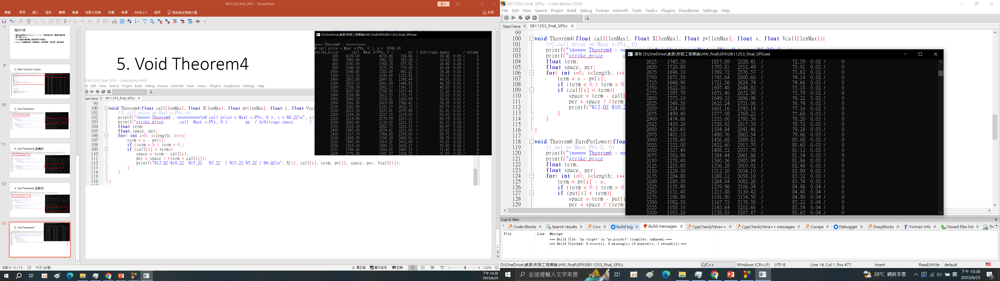 0811253_final_SPX - PowerPoint
登入
檔案 常用 插入 設計 轉場 動畫 投影片放映 校閱 檢視 AMA 2.1 說明 告訴我您想做什麼 共用
程式介紹
9
1. Main function (input)
10
2. Void Theorem2
11
3. Void Theorem3_對美式
12
4. Void Theorem3_對歐式
13
5. Void Theorem4
5. Void Theorem4
0811253_final_SPX.c - Code::Blocks 20.03
Edit View Search Project Build Debug Fortran wxSmith Tools Tools+ Plugins DoxyBlocks Settings Help
tart here 0811253_final_SPX.c
99
100 void Theorem4(float call[lenMax], float X[lenMax], float pv[lenMax], float s, float Vcal
101 //C,call price >= Max( s-PVx, 0)
102 printf("\n==== Theorem4 : ==========\n# call price < Max( s-PVx, 0 ), s = %8.2f\n", s)
103 printf("strike_price call Max( s-PVx, 0 ) pv / Arbitrage space /
104 float term;
105 float space, per;
106 for( int i=0; i<length; i++){
107 term = s - pv[i];
108 if (term < 0.) term = 0.;
109 if (call[i] < term){
110 space = term - call[i];
111 per = space / (term + call[i]);
112 printf("%12.0f %10.2f %15.2f %7.2f / %15.2f %5.2f / %6.0f\n", X[i], call[i], term, pv[i], space, per, Vcall[i]);
113 }
114 }
115
116 }
D:\OneDrive\桌面\財務工程導論\HW_final\SPX\0811253_final_SPX.exe
==== Theorem4 : ==========
# call price < Max( s-PVx, 0 ), s = 4346.30
strike_price call Max( s-PVx, 0 ) pv / Arbitrage space / volume
200 4139.00 4153.66 192.64 / 14.66 0.00 / 1
400 3941.40 3961.02 385.28 / 19.62 0.00 / 0
600 3743.90 3768.38 577.92 / 24.48 0.00 / 0
800 3546.30 3575.74 770.56 / 29.44 0.00 / 0
1000 3348.80 3383.09 963.21 / 34.29 0.01 / 0
1200 3151.30 3190.45 1155.85 / 39.15 0.01 / 0
1400 2953.80 2997.81 1348.49 / 44.01 0.01 / 0
1500 2855.10 2901.49 1444.81 / 46.39 0.01 / 0
1600 2756.30 2805.17 1541.13 / 48.87 0.01 / 0
1700 2657.60 2708.85 1637.45 / 51.25 0.01 / 0
1800 2558.90 2612.53 1733.77 / 53.63 0.01 / 0
1900 2460.20 2516.21 1830.09 / 56.01 0.01 / 0
2000 2361.50 2419.89 1926.41 / 58.39 0.01 / 0
2100 2262.80 2323.57 2022.73 / 60.77 0.01 / 0
2150 2213.50 2275.41 2070.89 / 61.91 0.01 / 0
2200 2164.20 2227.25 2119.05 / 63.05 0.01 / 0
2250 2114.90 2179.09 2167.21 / 64.19 0.01 / 0
2300 2065.60 2130.93 2215.37 / 65.33 0.02 / 0
2350 2016.30 2082.77 2263.53 / 66.47 0.02 / 0
2400 1967.00 2034.61 2311.69 / 67.61 0.02 / 0
2450 1917.70 1986.45 2359.85 / 68.75 0.02 / 0
2500 1868.50 1938.29 2408.01 / 69.79 0.02 / 0
2525 1843.90 1914.21 2432.09 / 70.31 0.02 / 0
2550 1819.20 1890.13 2456.17 / 70.93 0.02 / 0
2575 1794.60 1866.05 2480.25 / 71.45 0.02 / 0
2600 1770.00 1841.97 2504.33 / 71.97 0.02 / 0
投影片 13 / 13 中文 (台灣) 備忘稿 顯示設定 註解 122%
下午 10:38
2023/6/25
0811253_final_SPX.c - Code::Blocks 20.03
File Edit View Search Project Build Debug Fortran wxSmith Tools Tools+ Plugins DoxyBlocks Settings Help
Start here 0811253_final_SPX.c
99
100 void Theorem4(float call[lenMax], float X[lenMax], float pv[lenMax], float s, float Vcall[lenMax]){
101 //C,call price >= Max( s-PVx, 0)
102 printf("\n==== Theorem4 : ==
103 printf("strike_price c
104 float term;
105 float space, per;
106 for( int i=0; i<length; i++
107 term = s - pv[i];
108 if (term < 0.) term = 0.
109 if (call[i] < term){
110 space = term - call[
111 per = space / (term
112 printf("%12.0f %10.2
113 }
114 }
115
116 }
117
118 void Theorem6_EuroPutLower(floa
119 // put >= Max( PVx-S, 0)
120 printf("\n==== Theorem6 : ==
121 printf("strike_price
122 float term;
123 float space, per;
124 for( int i=0; i<length; i++
125 term = pv[i] - s;
126 if (term < 0.) term = 0.
127 if (put[i] < term){
128 space = term - put[i
129 per = space / (term
選取 D:\OneDrive\桌面\財務工程導論\HW_final\SPX\0811253_final_SPX.exe
2625 1745.30 1817.89 2528.41 / 72.59 0.02 / 0
2650 1720.80 1793.81 2552.49 / 73.01 0.02 / 0
2675 1696.10 1769.72 2576.57 / 73.62 0.02 / 0
2700 1671.50 1745.64 2600.66 / 74.14 0.02 / 0
2725 1646.90 1721.56 2624.74 / 74.66 0.02 / 0
2750 1622.30 1697.48 2648.82 / 75.18 0.02 / 0
2775 1597.70 1673.40 2672.90 / 75.70 0.02 / 0
2800 1573.10 1649.32 2696.98 / 76.22 0.02 / 0
2825 1548.50 1625.24 2721.06 / 76.74 0.02 / 0
2850 1524.00 1601.16 2745.14 / 77.16 0.02 / 0
2875 1499.40 1577.08 2769.22 / 77.68 0.03 / 0
2900 1474.80 1553.00 2793.30 / 78.20 0.03 / 0
2925 1450.20 1528.92 2817.38 / 78.72 0.03 / 0
2950 1425.60 1504.84 2841.46 / 79.24 0.03 / 0
2975 1401.10 1480.76 2865.54 / 79.66 0.03 / 0
3000 1376.60 1456.68 2889.62 / 80.08 0.03 / 0
3025 1352.00 1432.60 2913.70 / 80.60 0.03 / 0
3050 1327.40 1408.52 2937.78 / 81.12 0.03 / 0
3075 1302.90 1384.44 2961.86 / 81.54 0.03 / 0
3100 1278.40 1360.36 2985.94 / 81.96 0.03 / 0
3125 1253.80 1336.28 3010.02 / 82.48 0.03 / 0
3150 1229.30 1312.20 3034.10 / 82.90 0.03 / 0
3175 1204.80 1288.12 3058.18 / 83.32 0.03 / 0
3200 1180.30 1264.04 3082.26 / 83.74 0.03 / 0
3225 1155.90 1239.96 3106.34 / 84.06 0.04 / 0
3250 1131.40 1215.88 3130.42 / 84.48 0.04 / 0
3275 1106.90 1191.80 3154.50 / 84.90 0.04 / 0
3300 1082.50 1167.72 3178.58 / 85.22 0.04 / 0
3325 1058.10 1143.64 3202.66 / 85.54 0.04 / 0
3330 1053.20 1138.83 3207.47 / 85.63 0.04 / 0
Logs & others
Code::Blocks Search results Cccc Build log Build messages CppCheck/Vera++ CppCheck/Vera++ messages Cscope Debugger DoxyBlocks Fortran info Closed files list Th
File Line Message
=== Build file: "no target" in "no project" (compiler: unknown) ===
=== Build finished: 0 error(s), 0 warning(s) (0 minute(s), 1 second(s)) ===
D:\OneDrive\桌面\財務工程導論\HW_final\SPX\0811253_final_SPX.c C/C++ Windows (CR+LF) UTF-8 Line 14, Col 1, Pos 477 Insert Read/Write default
在這裡輸入文字來搜 28°C 晴時多雲 英 下午 10:38
2023/6/25
3